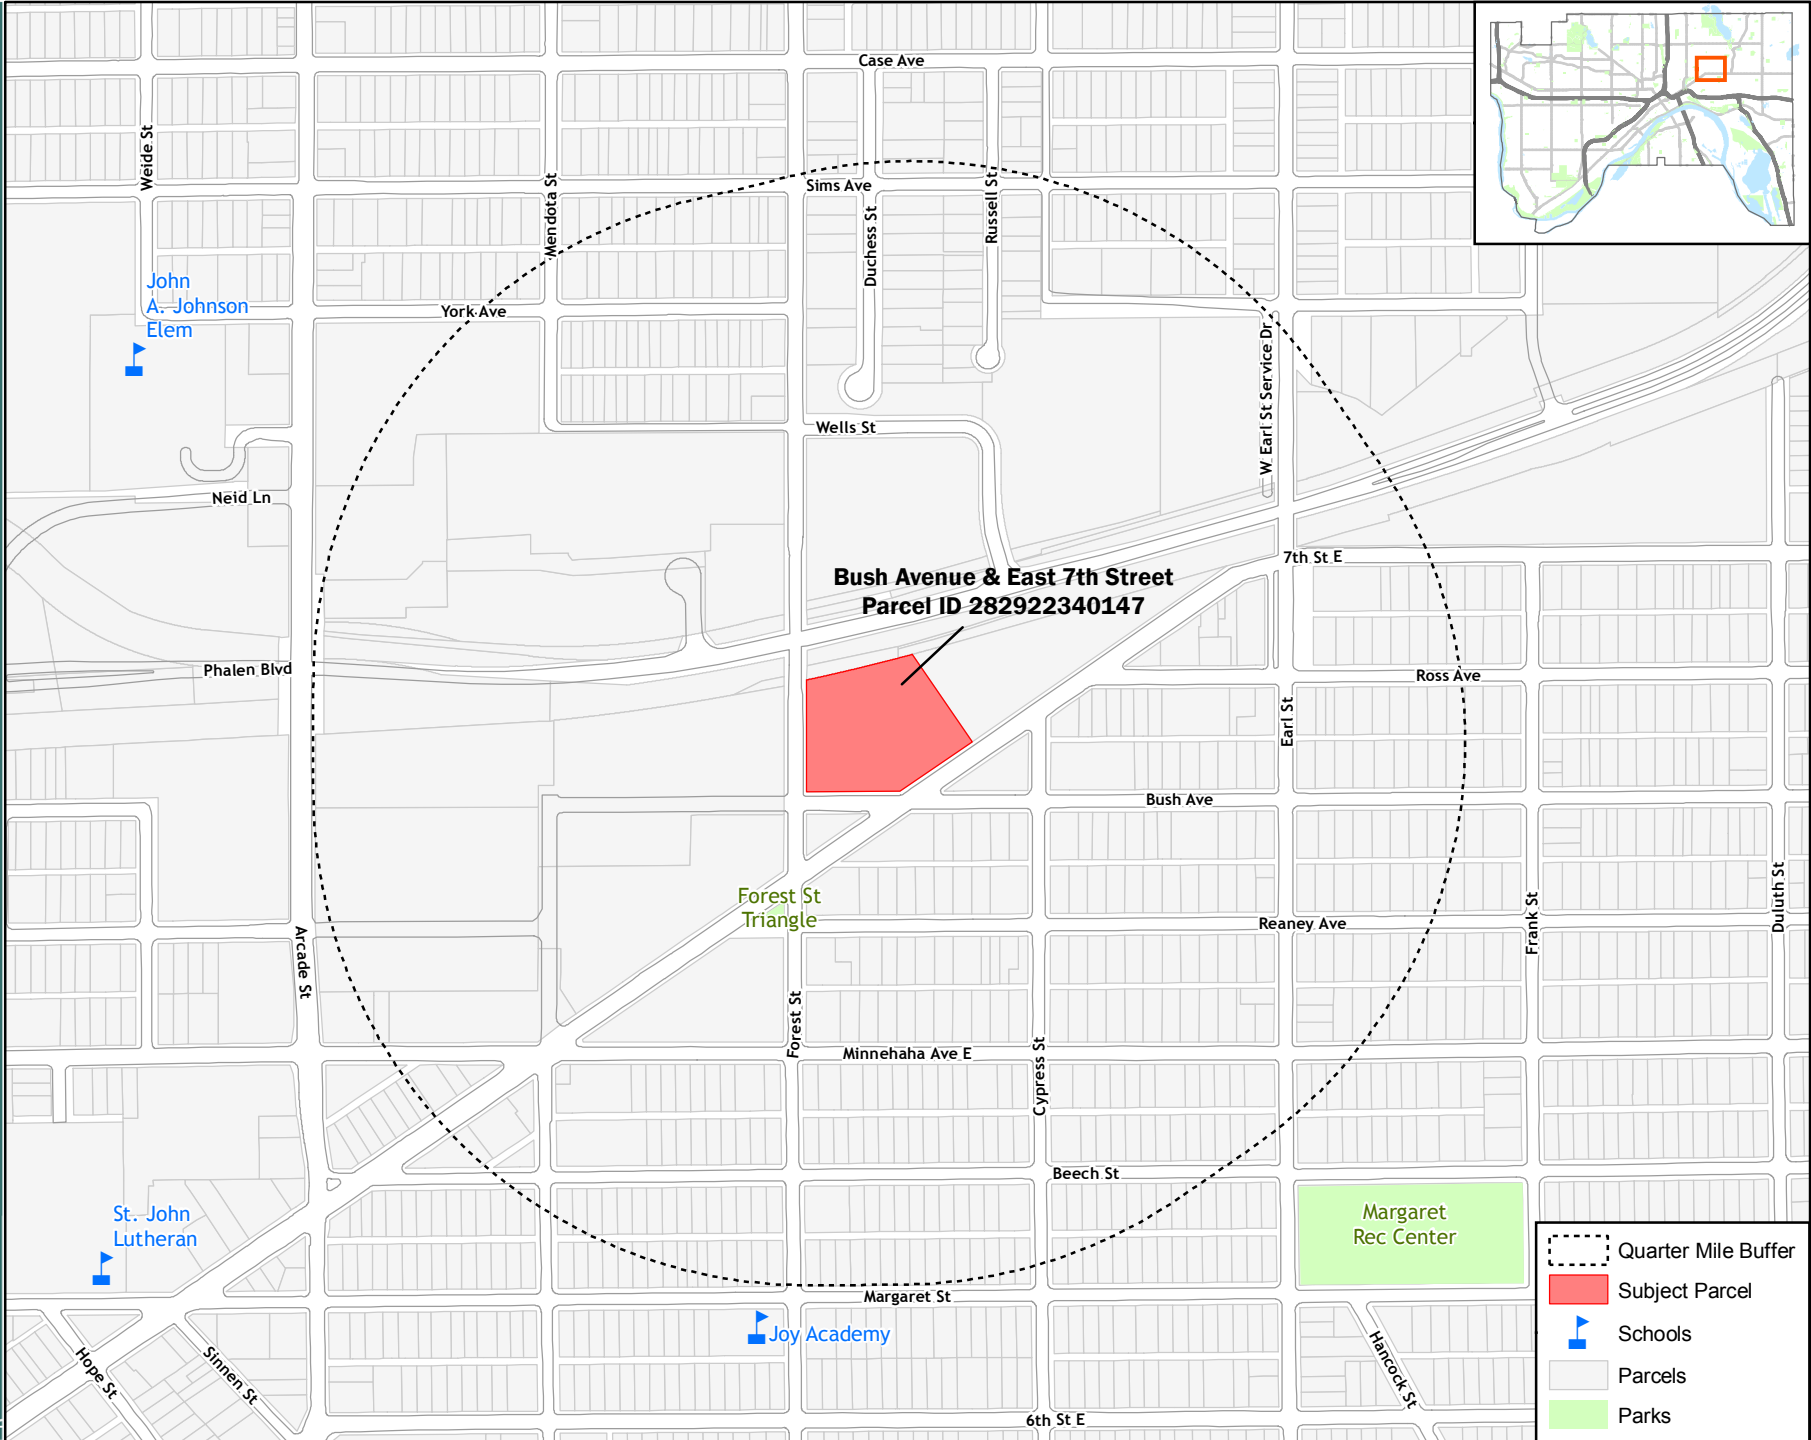 Case Ave
Weide St
Mendota St
Sims Ave
Duchess St
Russell St
John
A. Johnson
Elem
York Ave
W. Earl St Service Dr
Wells St
Neid Ln
7th St E
Bush Avenue & East 7th Street
Parcel ID 282922340147
Phalen Blvd
Ross Ave
Earl St
Bush Ave
Forest St
Triangle
Reaney Ave
Frank St
Duluth St
Arcade St
Forest St
Minnehaha Ave E
Cypress St
Beech St
St. John
Lutheran
Margaret
Rec Center
Margaret St
Joy Academy
Hope St
Sinnen St
Hancock St
6th St E
Quarter Mile Buffer
Subject Parcel
Schools
Parcels
Parks